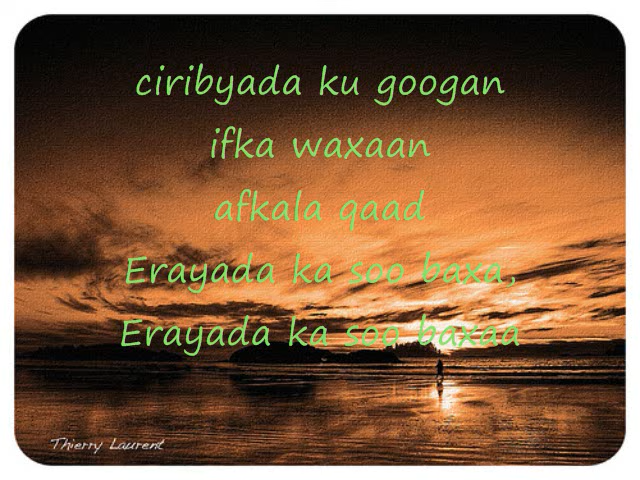 ciribyada ku googan
ifka waxaan
afkala qaad
Erayada ka soo baxa,
Erayada ka soo baxaa
Thierry Laurent